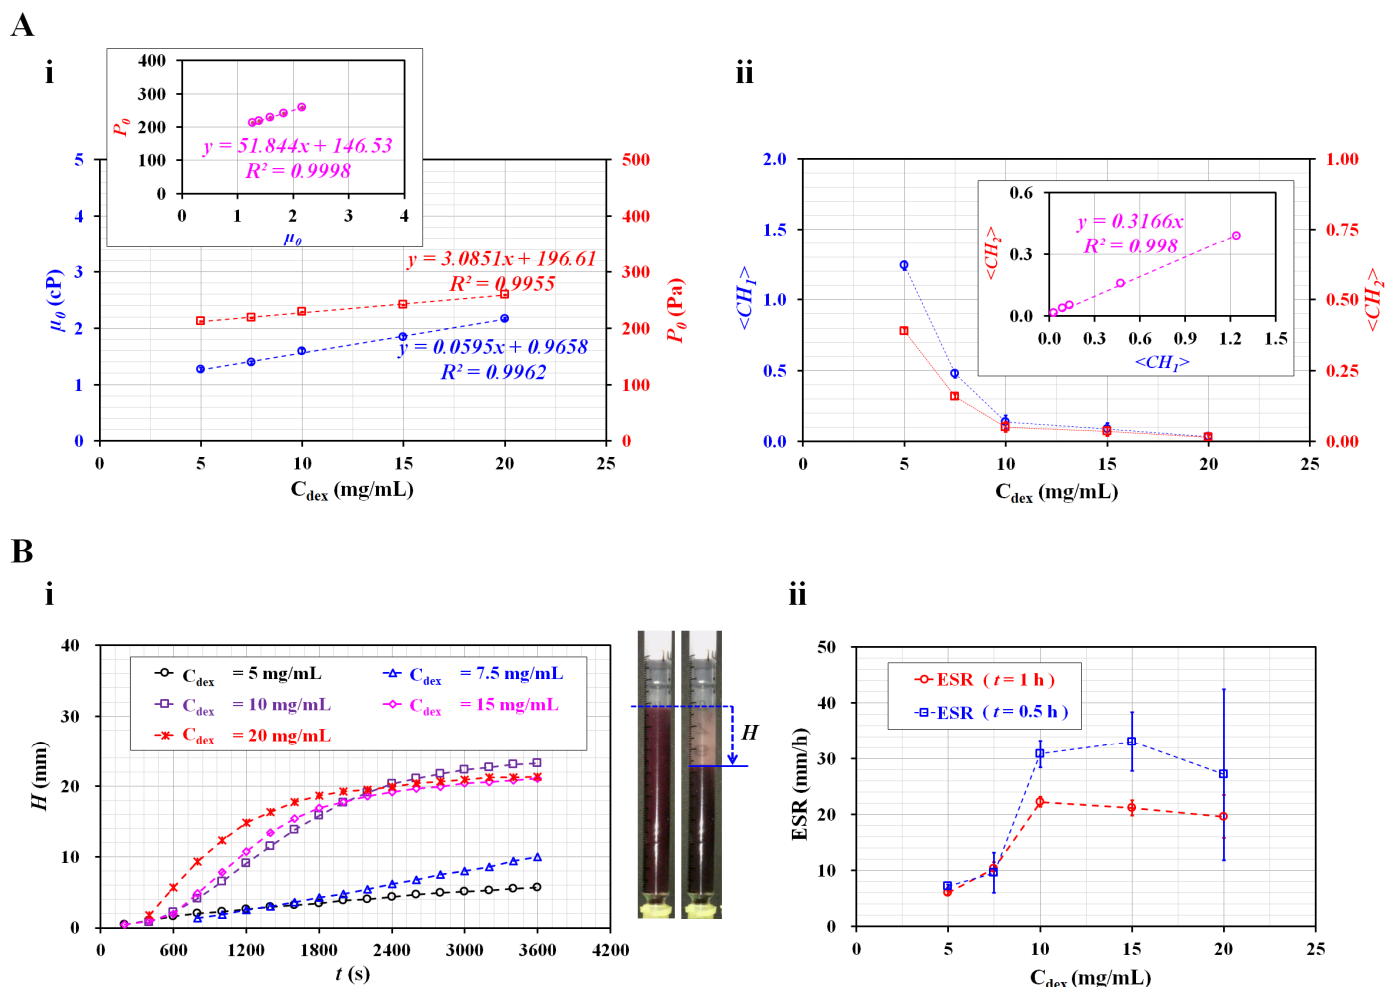 A
i
400
300
200
100
0
P0
y = 51.844x + 146.53
R² = 0.9998
0 1 2 3 4
μ0
5
4
3
2
1
0
μ0 (cP)
500
400
300
200
100
0
P0 (Pa)
y = 3.0851x + 196.61
R² = 0.9955
y = 0.0595x + 0.9658
R² = 0.9962
0 5 10 15 20 25
Cdex (mg/mL)
ii
2.0
1.5
1.0
0.5
0.0
<CH1>
1.00
0.75
0.50
0.25
0.00
<CH2>
0.6
0.3
0.0
<CH2>
y = 0.3166x
R² = 0.998
0.0 0.3 0.6 0.9 1.2 1.5
<CH1>
0 5 10 15 20 25
Cdex (mg/mL)
B
i
40
30
20
10
0
H (mm)
Cdex = 5 mg/mL
Cdex = 7.5 mg/mL
Cdex = 10 mg/mL
Cdex = 15 mg/mL
Cdex = 20 mg/mL
0 600 1200 1800 2400 3000 3600 4200
t (s)
H
ii
50
40
30
20
10
0
ESR (mm/h)
ESR ( t = 1 h )
ESR ( t = 0.5 h )
0 5 10 15 20 25
Cdex (mg/mL)